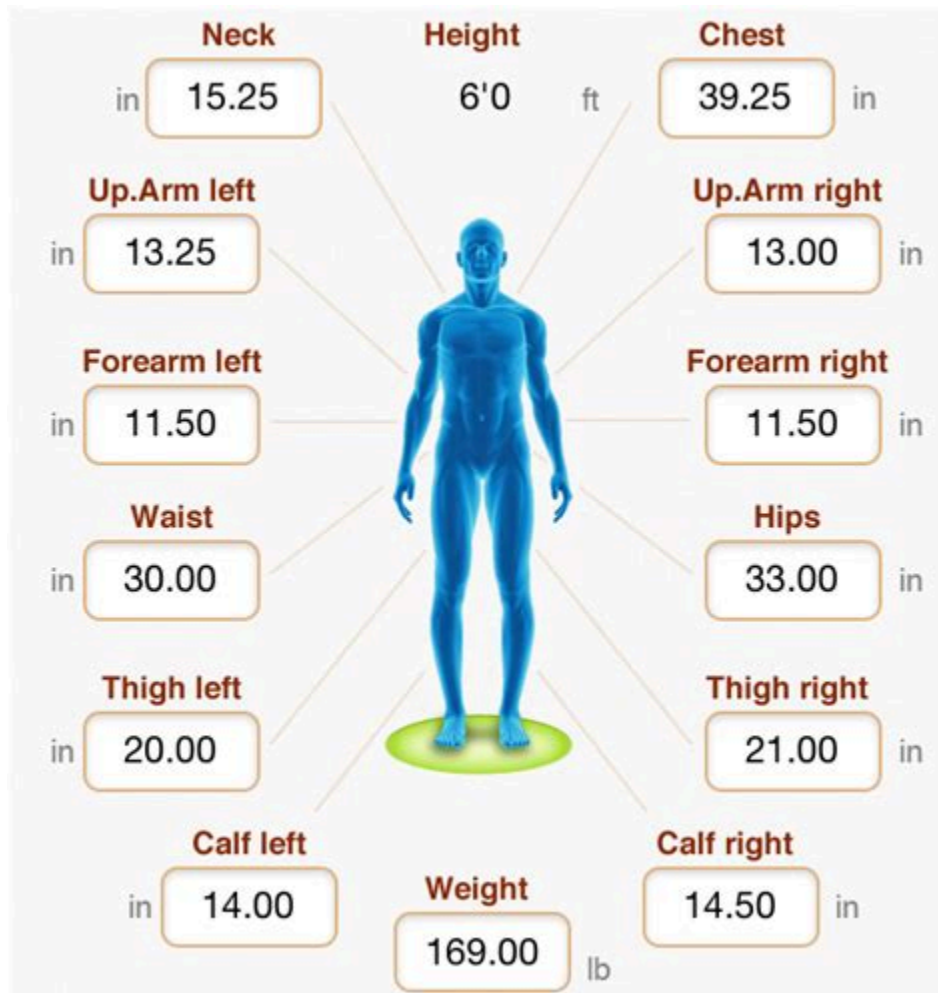 Neck Height Chest
in 15.25 6'0 ft 39.25 in
Up.Arm left Up.Arm right
in 13.25 13.00 in
Forearm left Forearm right
in 11.50 11.50 in
Waist Hips
in 30.00 33.00 in
Thigh left Thigh right
in 20.00 21.00 in
Calf left Calf right
in 14.00 14.50 in
Weight
169.00 lb